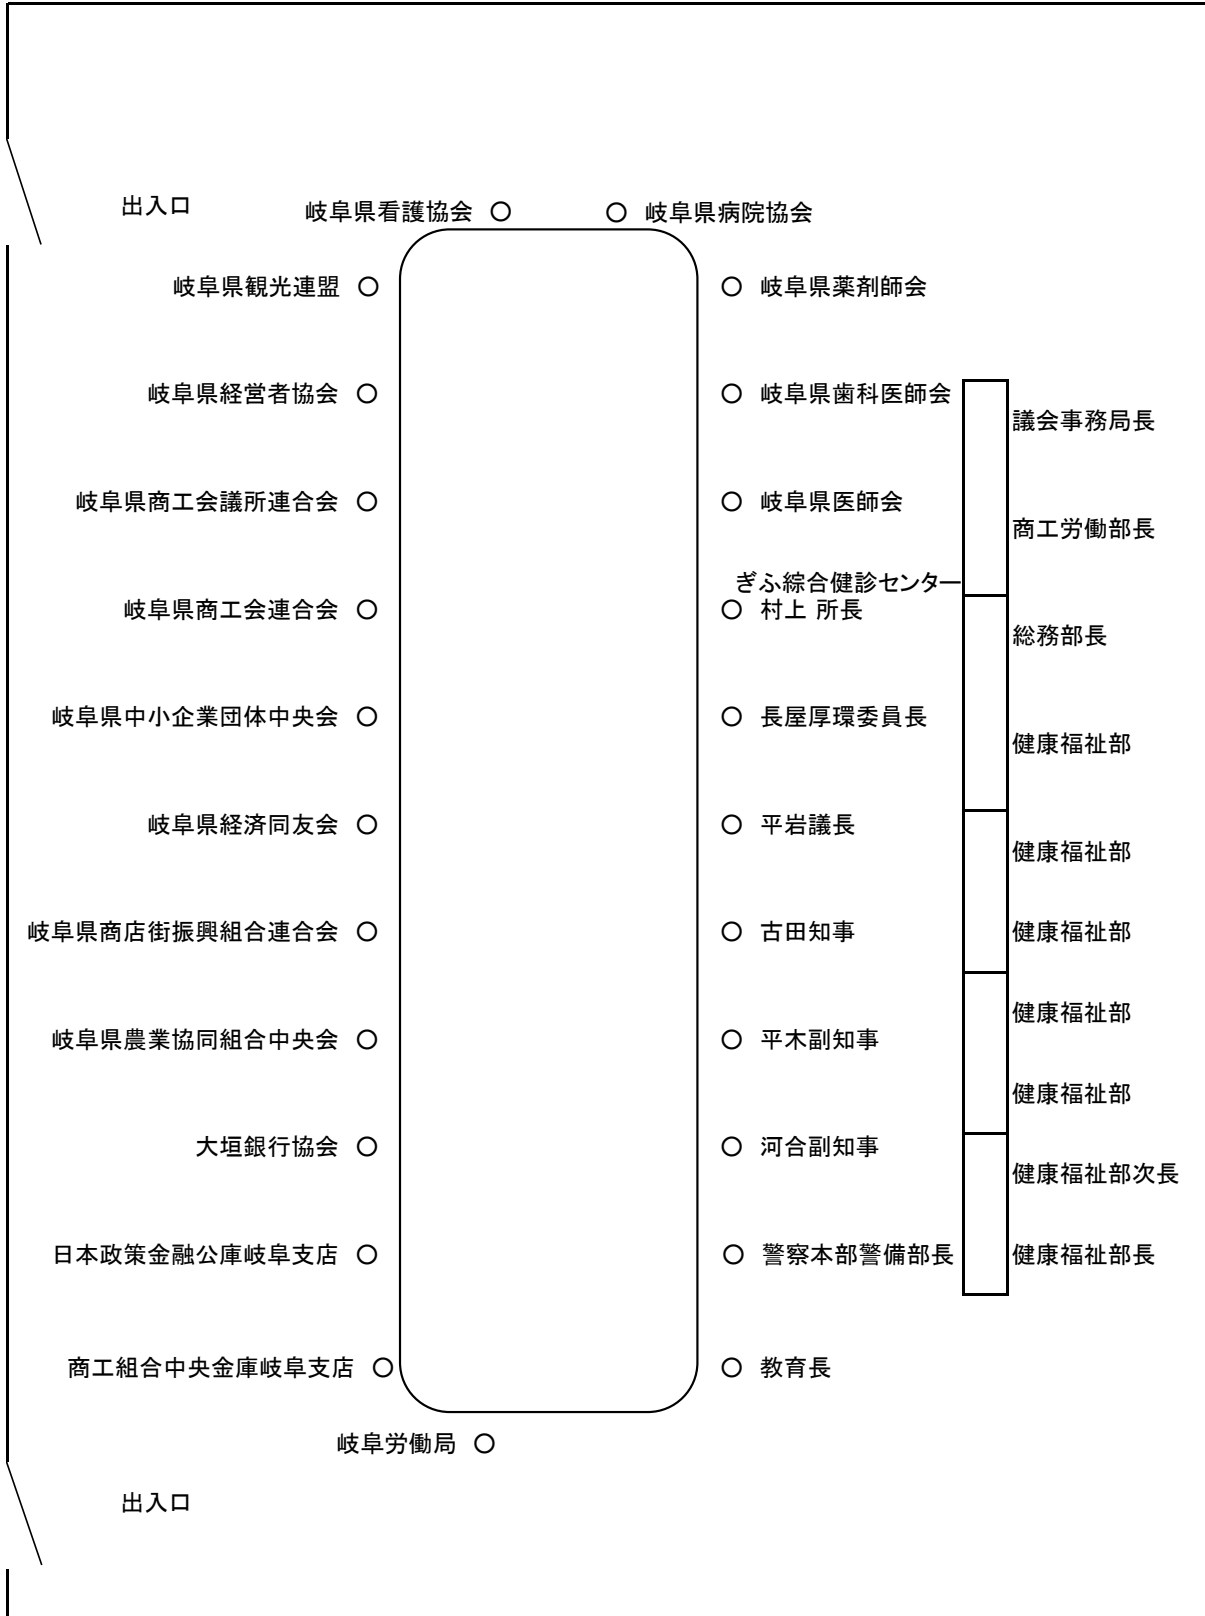 出入口
岐阜県看護協会 ○
○ 岐阜県病院協会
岐阜県観光連盟 ○
○ 岐阜県薬剤師会
岐阜県経営者協会 ○
○ 岐阜県歯科医師会
議会事務局長
岐阜県商工会議所連合会 ○
○ 岐阜県医師会
商工労働部長
ぎふ綜合健診センター
岐阜県商工会連合会 ○
○ 村上 所長
総務部長
岐阜県中小企業団体中央会 ○
○ 長屋厚環委員長
健康福祉部
岐阜県経済同友会 ○
○ 平岩議長
健康福祉部
岐阜県商店街振興組合連合会 ○
○ 古田知事
健康福祉部
健康福祉部
岐阜県農業協同組合中央会 ○
○ 平木副知事
健康福祉部
大垣銀行協会 ○
○ 河合副知事
健康福祉部次長
日本政策金融公庫岐阜支店 ○
○ 警察本部警備部長
健康福祉部長
商工組合中央金庫岐阜支店 ○
○ 教育長
岐阜労働局 ○
出入口